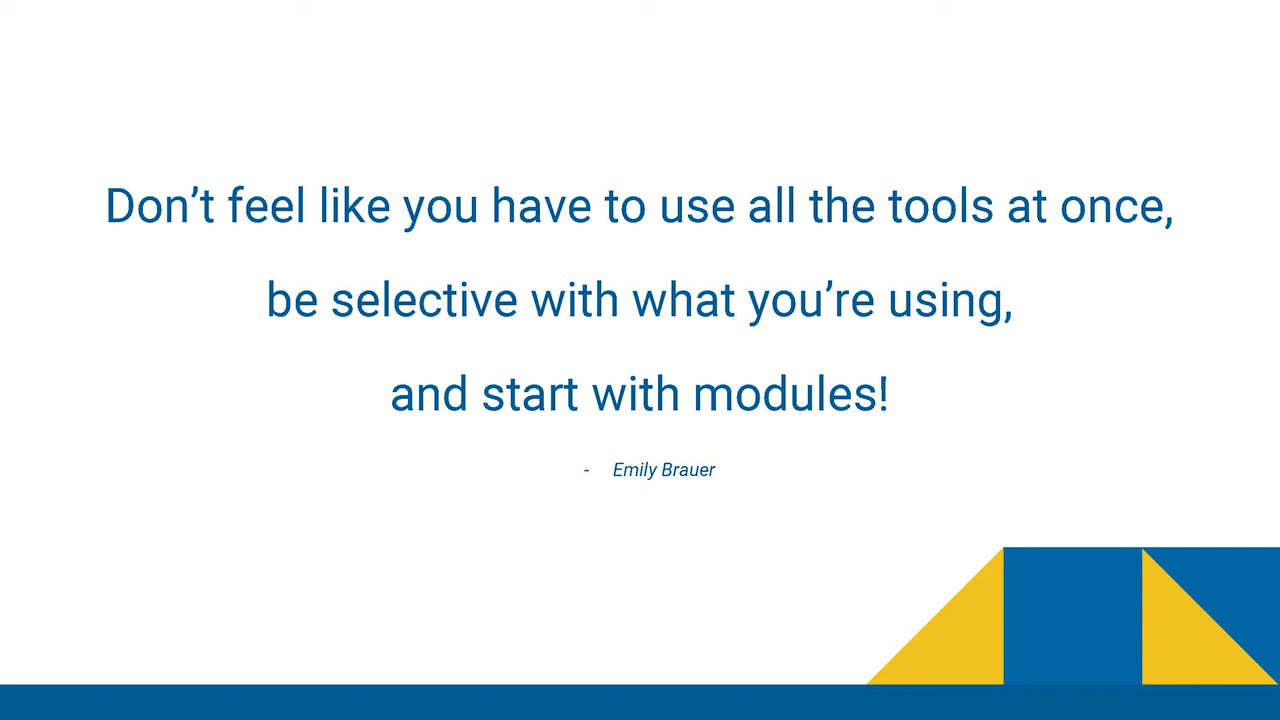 Don’t feel like you have to use all the tools at once,
be selective with what you’re using,
and start with modules!
- Emily Brauer